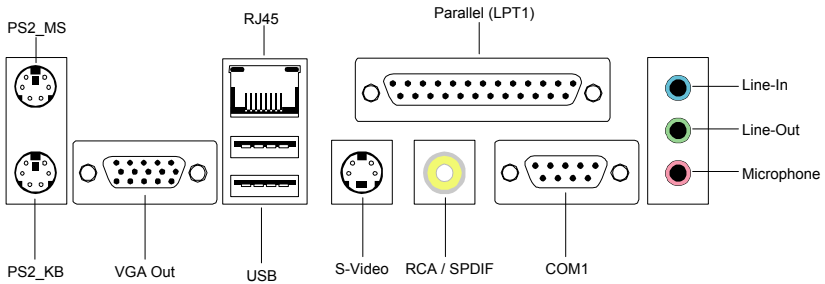 PS2_MS
RJ45
Parallel (LPT1)
Line-In
Line-Out
Microphone
PS2_KB
VGA Out
USB
S-Video
RCA / SPDIF
COM1